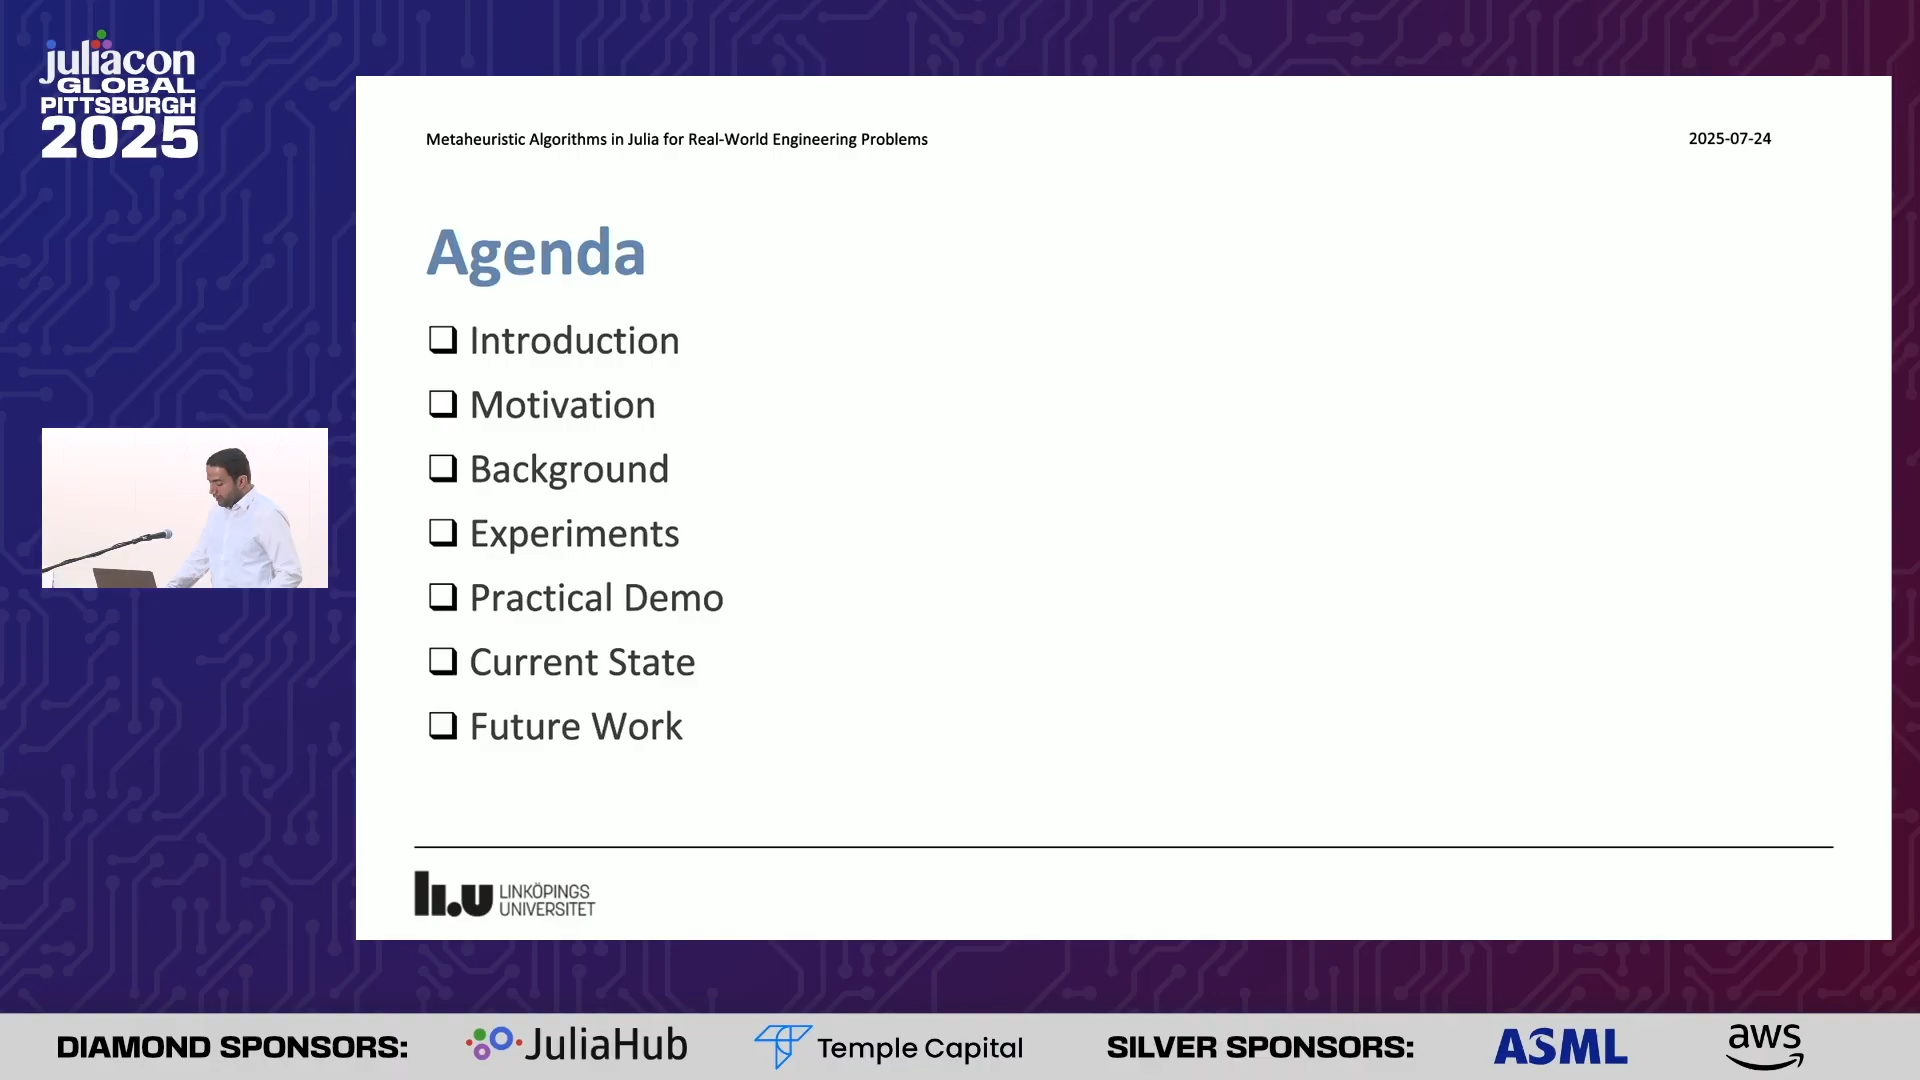 juliacon
GLOBAL
PITTSBURGH
2025
Metaheuristic Algorithms in Julia for Real-World Engineering Problems
2025-07-24
Agenda
Introduction
Motivation
Background
Experiments
Practical Demo
Current State
Future Work
li.u LINKÖPINGS
UNIVERSITET
DIAMOND SPONSORS: JuliaHub Temple Capital SILVER SPONSORS: ASML aws